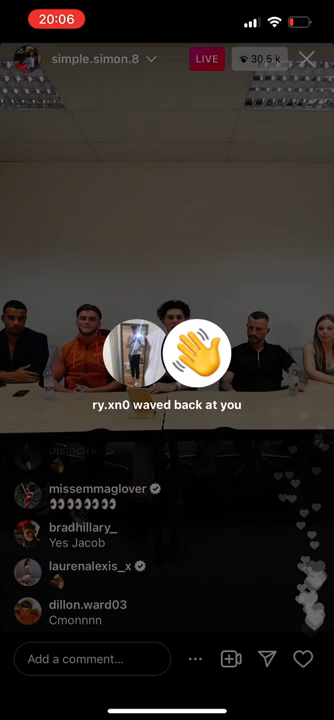 20:06
simple.simon.8
LIVE
30.5 k
ry.xn0 waved back at you
missemmaglover
bradhillary_
Yes Jacob
laurenalexis_x
dillon.ward03
Cmonnnn
Add a comment...